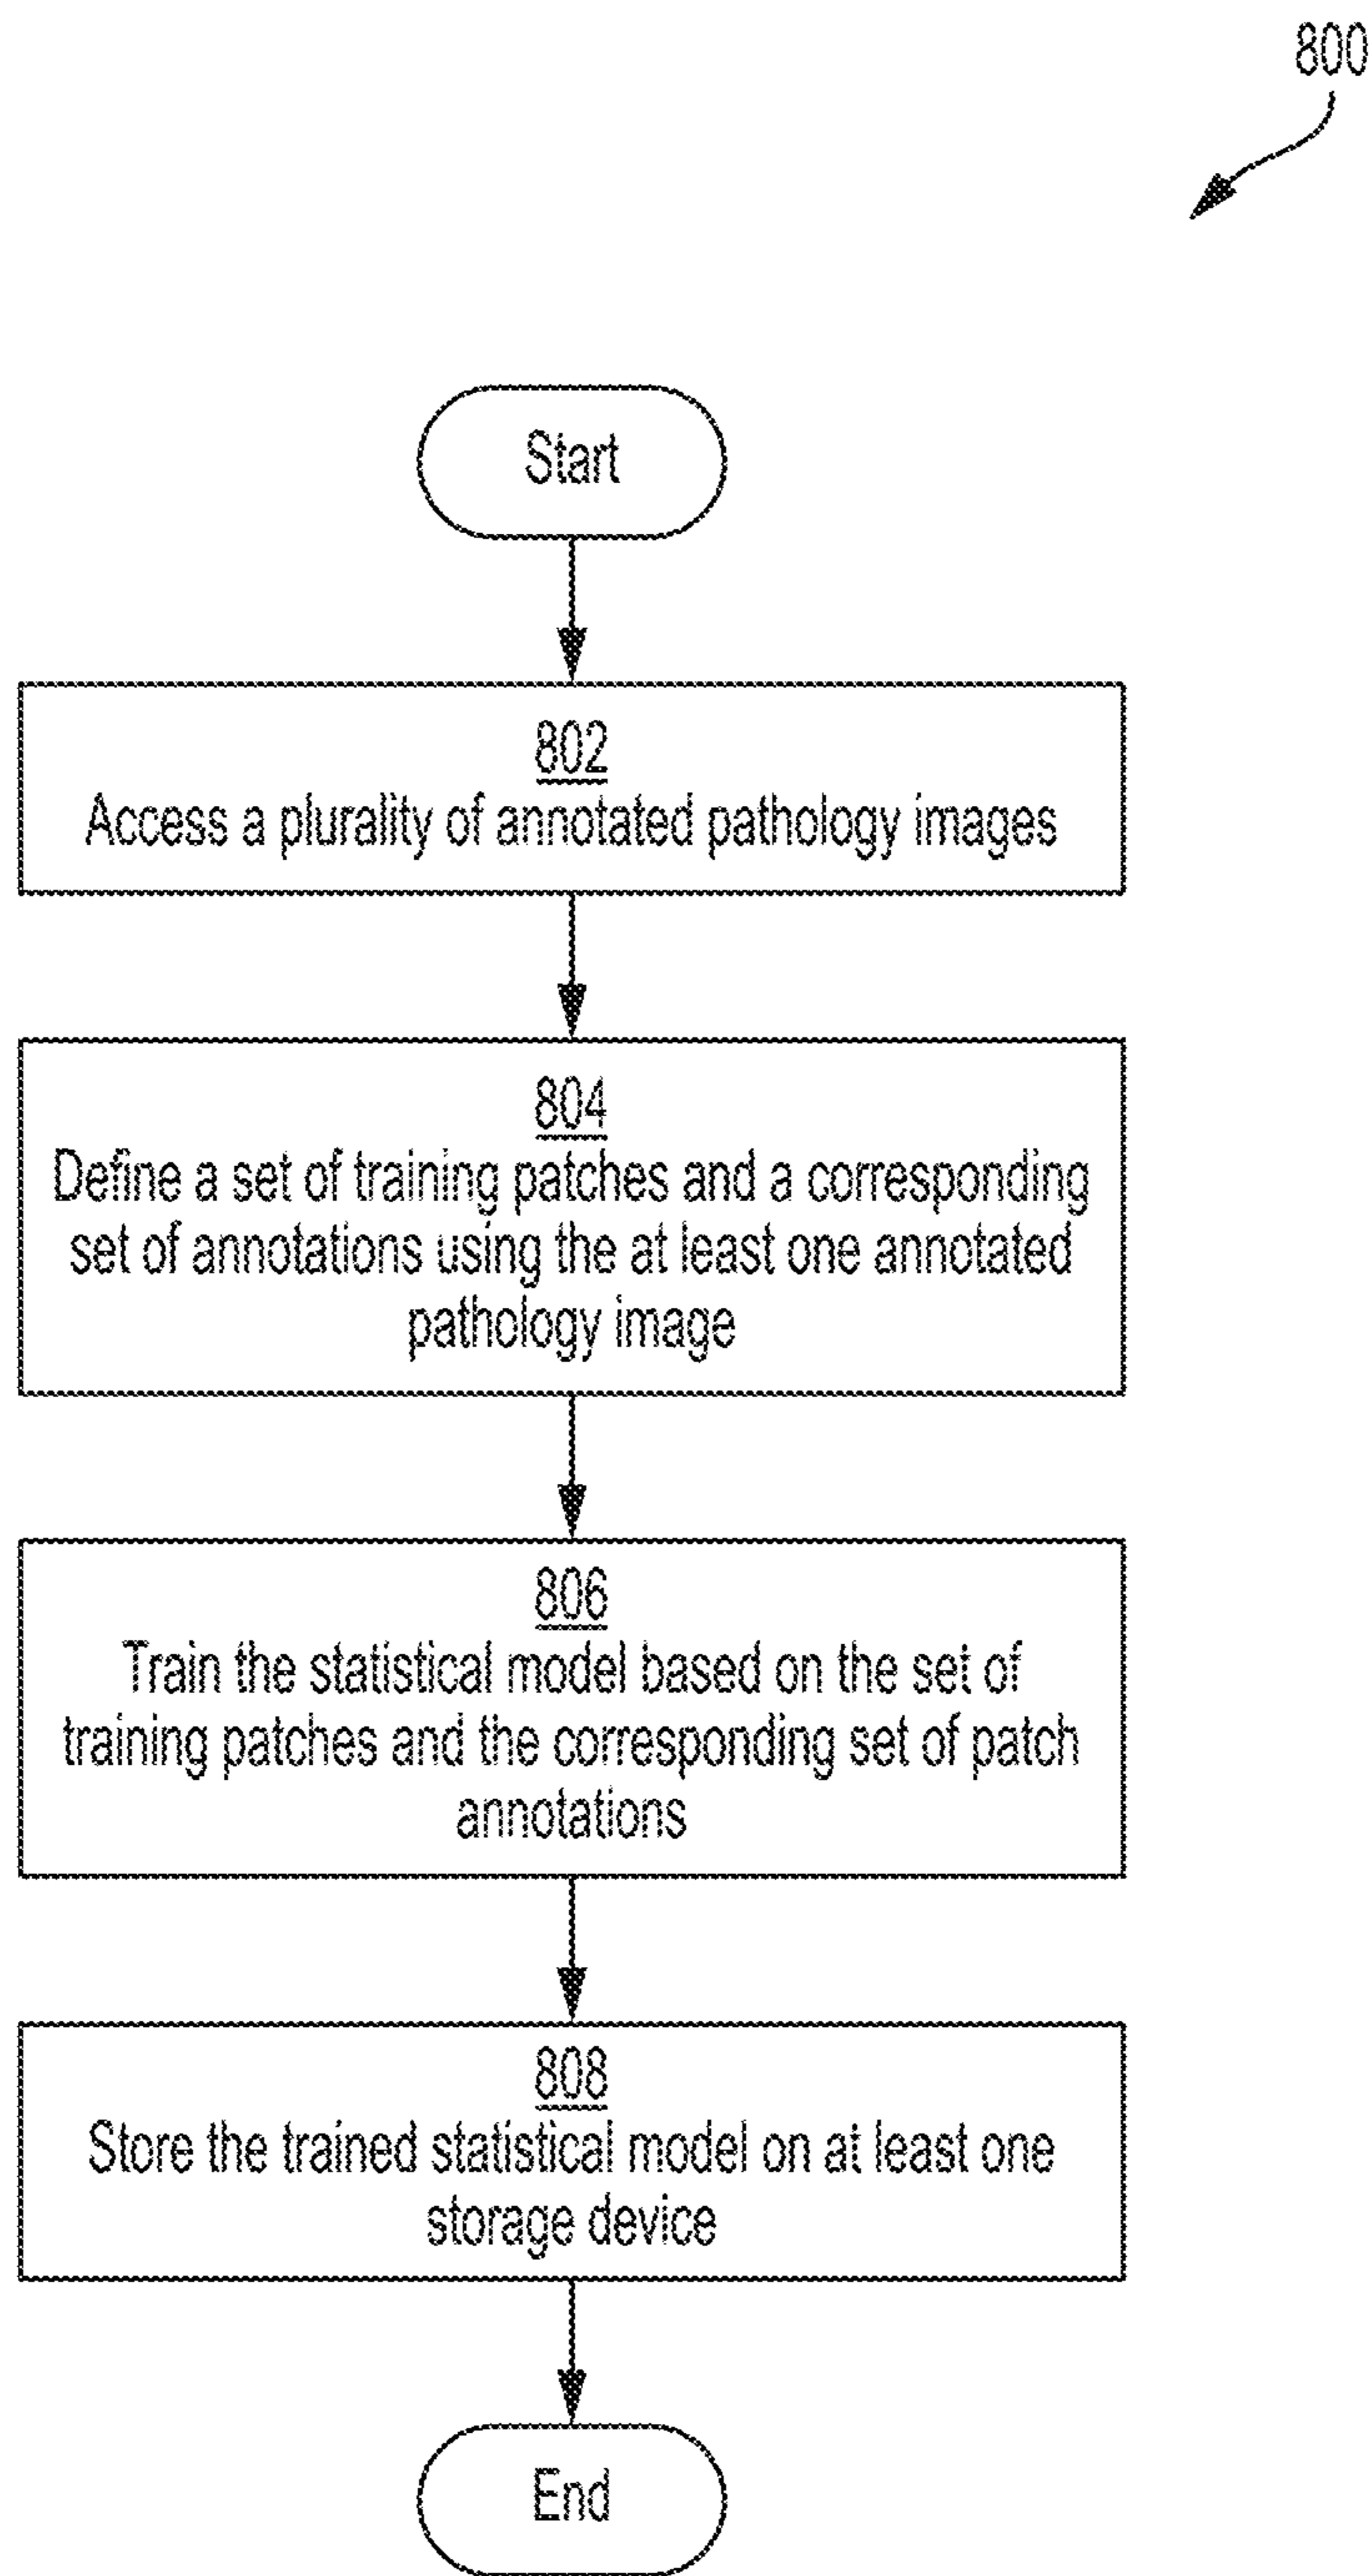 800
Start
802
Access a plurality of annotated pathology images
804
Define a set of training patches and a corresponding
set of annotations using the at least one annotated
pathology image
806
Train the statistical model based on the set of
training patches and the corresponding set of patch
annotations
808
Store the trained statistical model on at least one
storage device
End